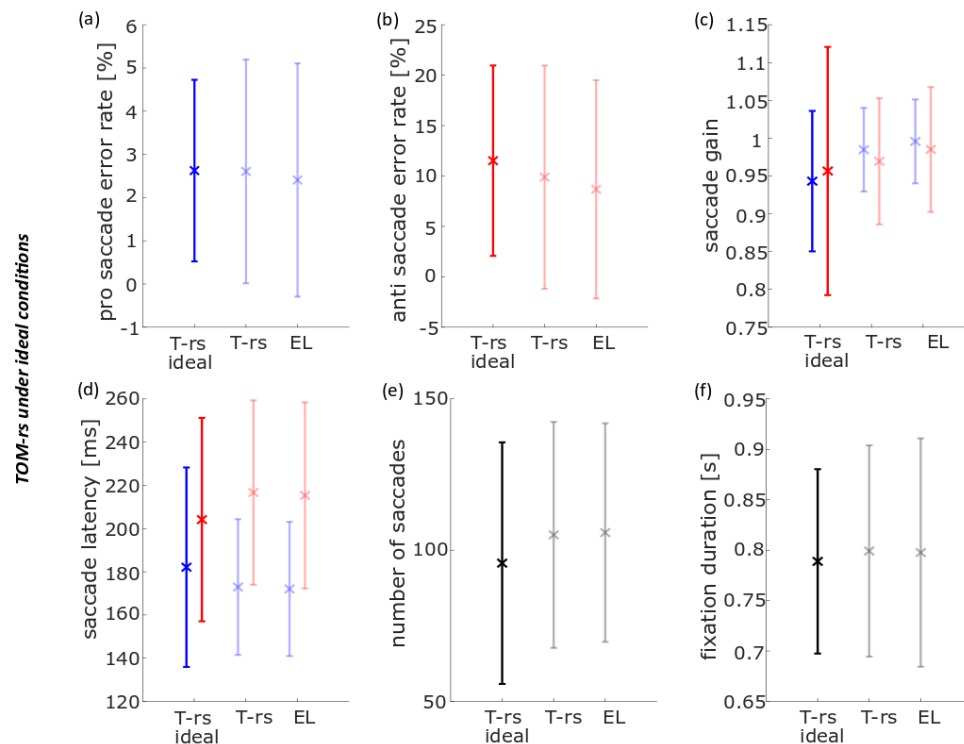 TOM-rs under ideal conditions
(a)
pro saccade error rate [%]
6
5
4
3
2
1
0
-1
T-rs ideal
T-rs
EL
(b)
anti saccade error rate [%]
25
20
15
10
5
0
-5
T-rs ideal
T-rs
EL
(c)
saccade gain
1.15
1.1
1.05
1
0.95
0.9
0.85
0.8
0.75
T-rs ideal
T-rs
EL
(d)
saccade latency [ms]
260
240
220
200
180
160
140
120
T-rs ideal
T-rs
EL
(e)
number of saccades
150
100
50
T-rs ideal
T-rs
EL
(f)
fixation duration [s]
0.95
0.9
0.85
0.8
0.75
0.7
0.65
T-rs ideal
T-rs
EL